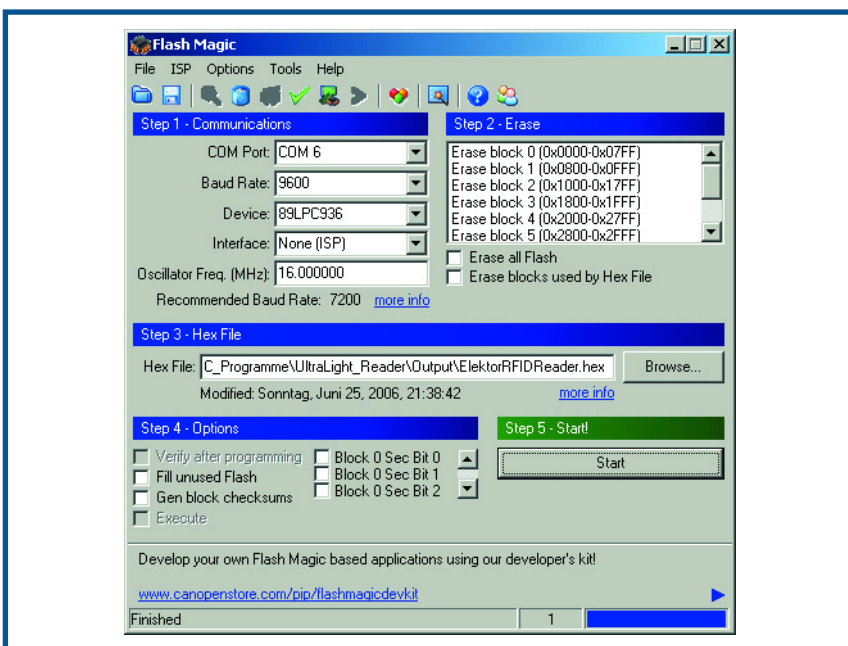 Flash Magic
File ISP Options Tools Help
Step 1 - Communications
COM Port: COM 6
Baud Rate: 9600
Device: 89LPC936
Interface: None (ISP)
Oscillator Freq. (MHz): 16.000000
Recommended Baud Rate: 7200 more info
Step 2 - Erase
Erase block 0 (0x0000-0x07FF)
Erase block 1 (0x0800-0x0FFF)
Erase block 2 (0x1000-0x17FF)
Erase block 3 (0x1800-0x1FFF)
Erase block 4 (0x2000-0x27FF)
Erase block 5 (0x2800-0x2FFF)
Erase all Flash
Erase blocks used by Hex File
Step 3 - Hex File
Hex File: C_Programme\UltraLight_Reader\Output\ElektorRFIDReader.hex Browse...
Modified: Sonntag, Juni 25, 2006, 21:38:42 more info
Step 4 - Options
Verify after programming
Fill unused Flash
Gen block checksums
Execute
Block 0 Sec Bit 0
Block 0 Sec Bit 1
Block 0 Sec Bit 2
Step 5 - Start!
Start
Develop your own Flash Magic based applications using our developer's kit!
www.canopenstore.com/pip/flashmagicdevkit
Finished 1